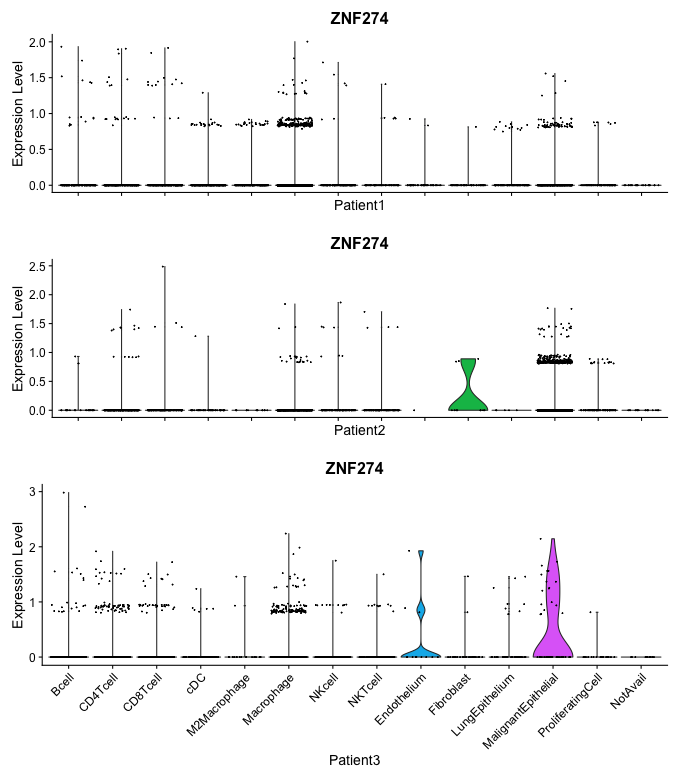 ZNF274
Expression Level
2.0
1.5
1.0
0.5
0.0
Patient1
ZNF274
Expression Level
2.5
2.0
1.5
1.0
0.5
0.0
Patient2
ZNF274
Expression Level
3
2
1
0
Bcell
CD4Tcell
CD8Tcell
cDC
M2Macrophage
Macrophage
NKcell
NKTcell
Endothelium
Fibroblast
LungEpithelium
MalignantEpithelial
ProliferatingCell
NotAvail
Patient3